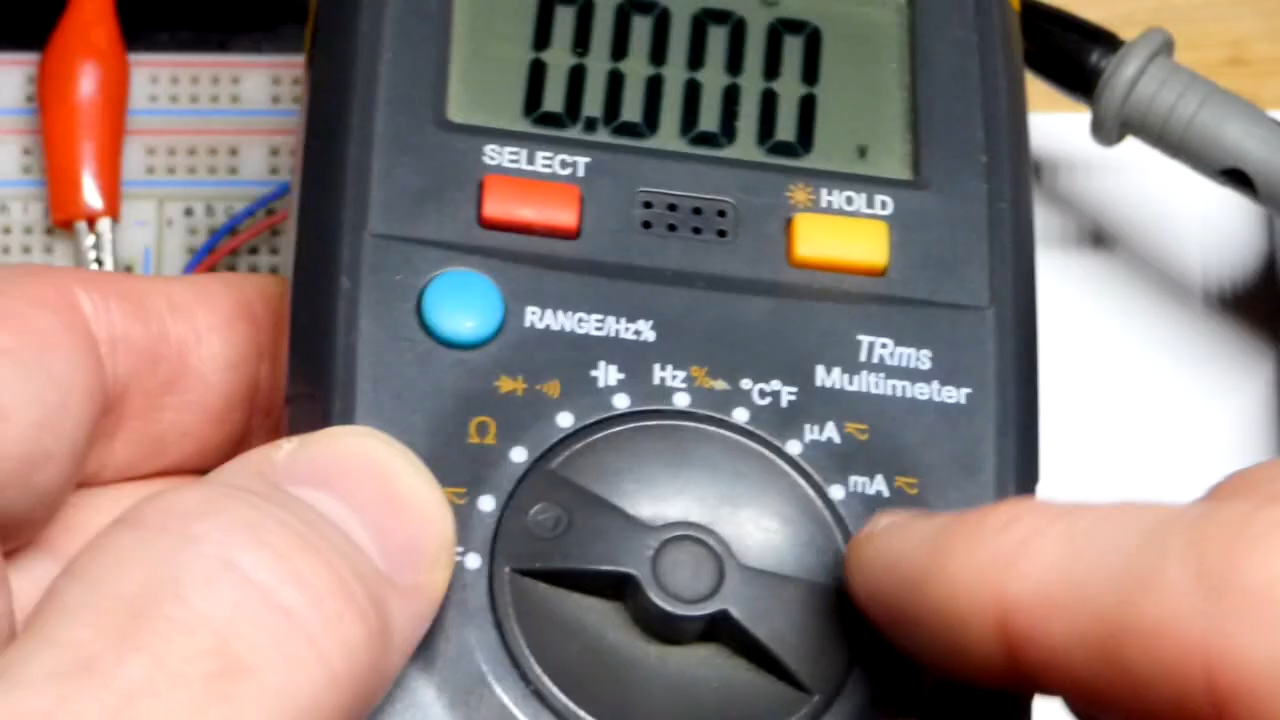 0.000
SELECT
HOLD
RANGE/Hz%
TRms
Multimeter
Hz %
°C°F
Ω
μA
mA
F